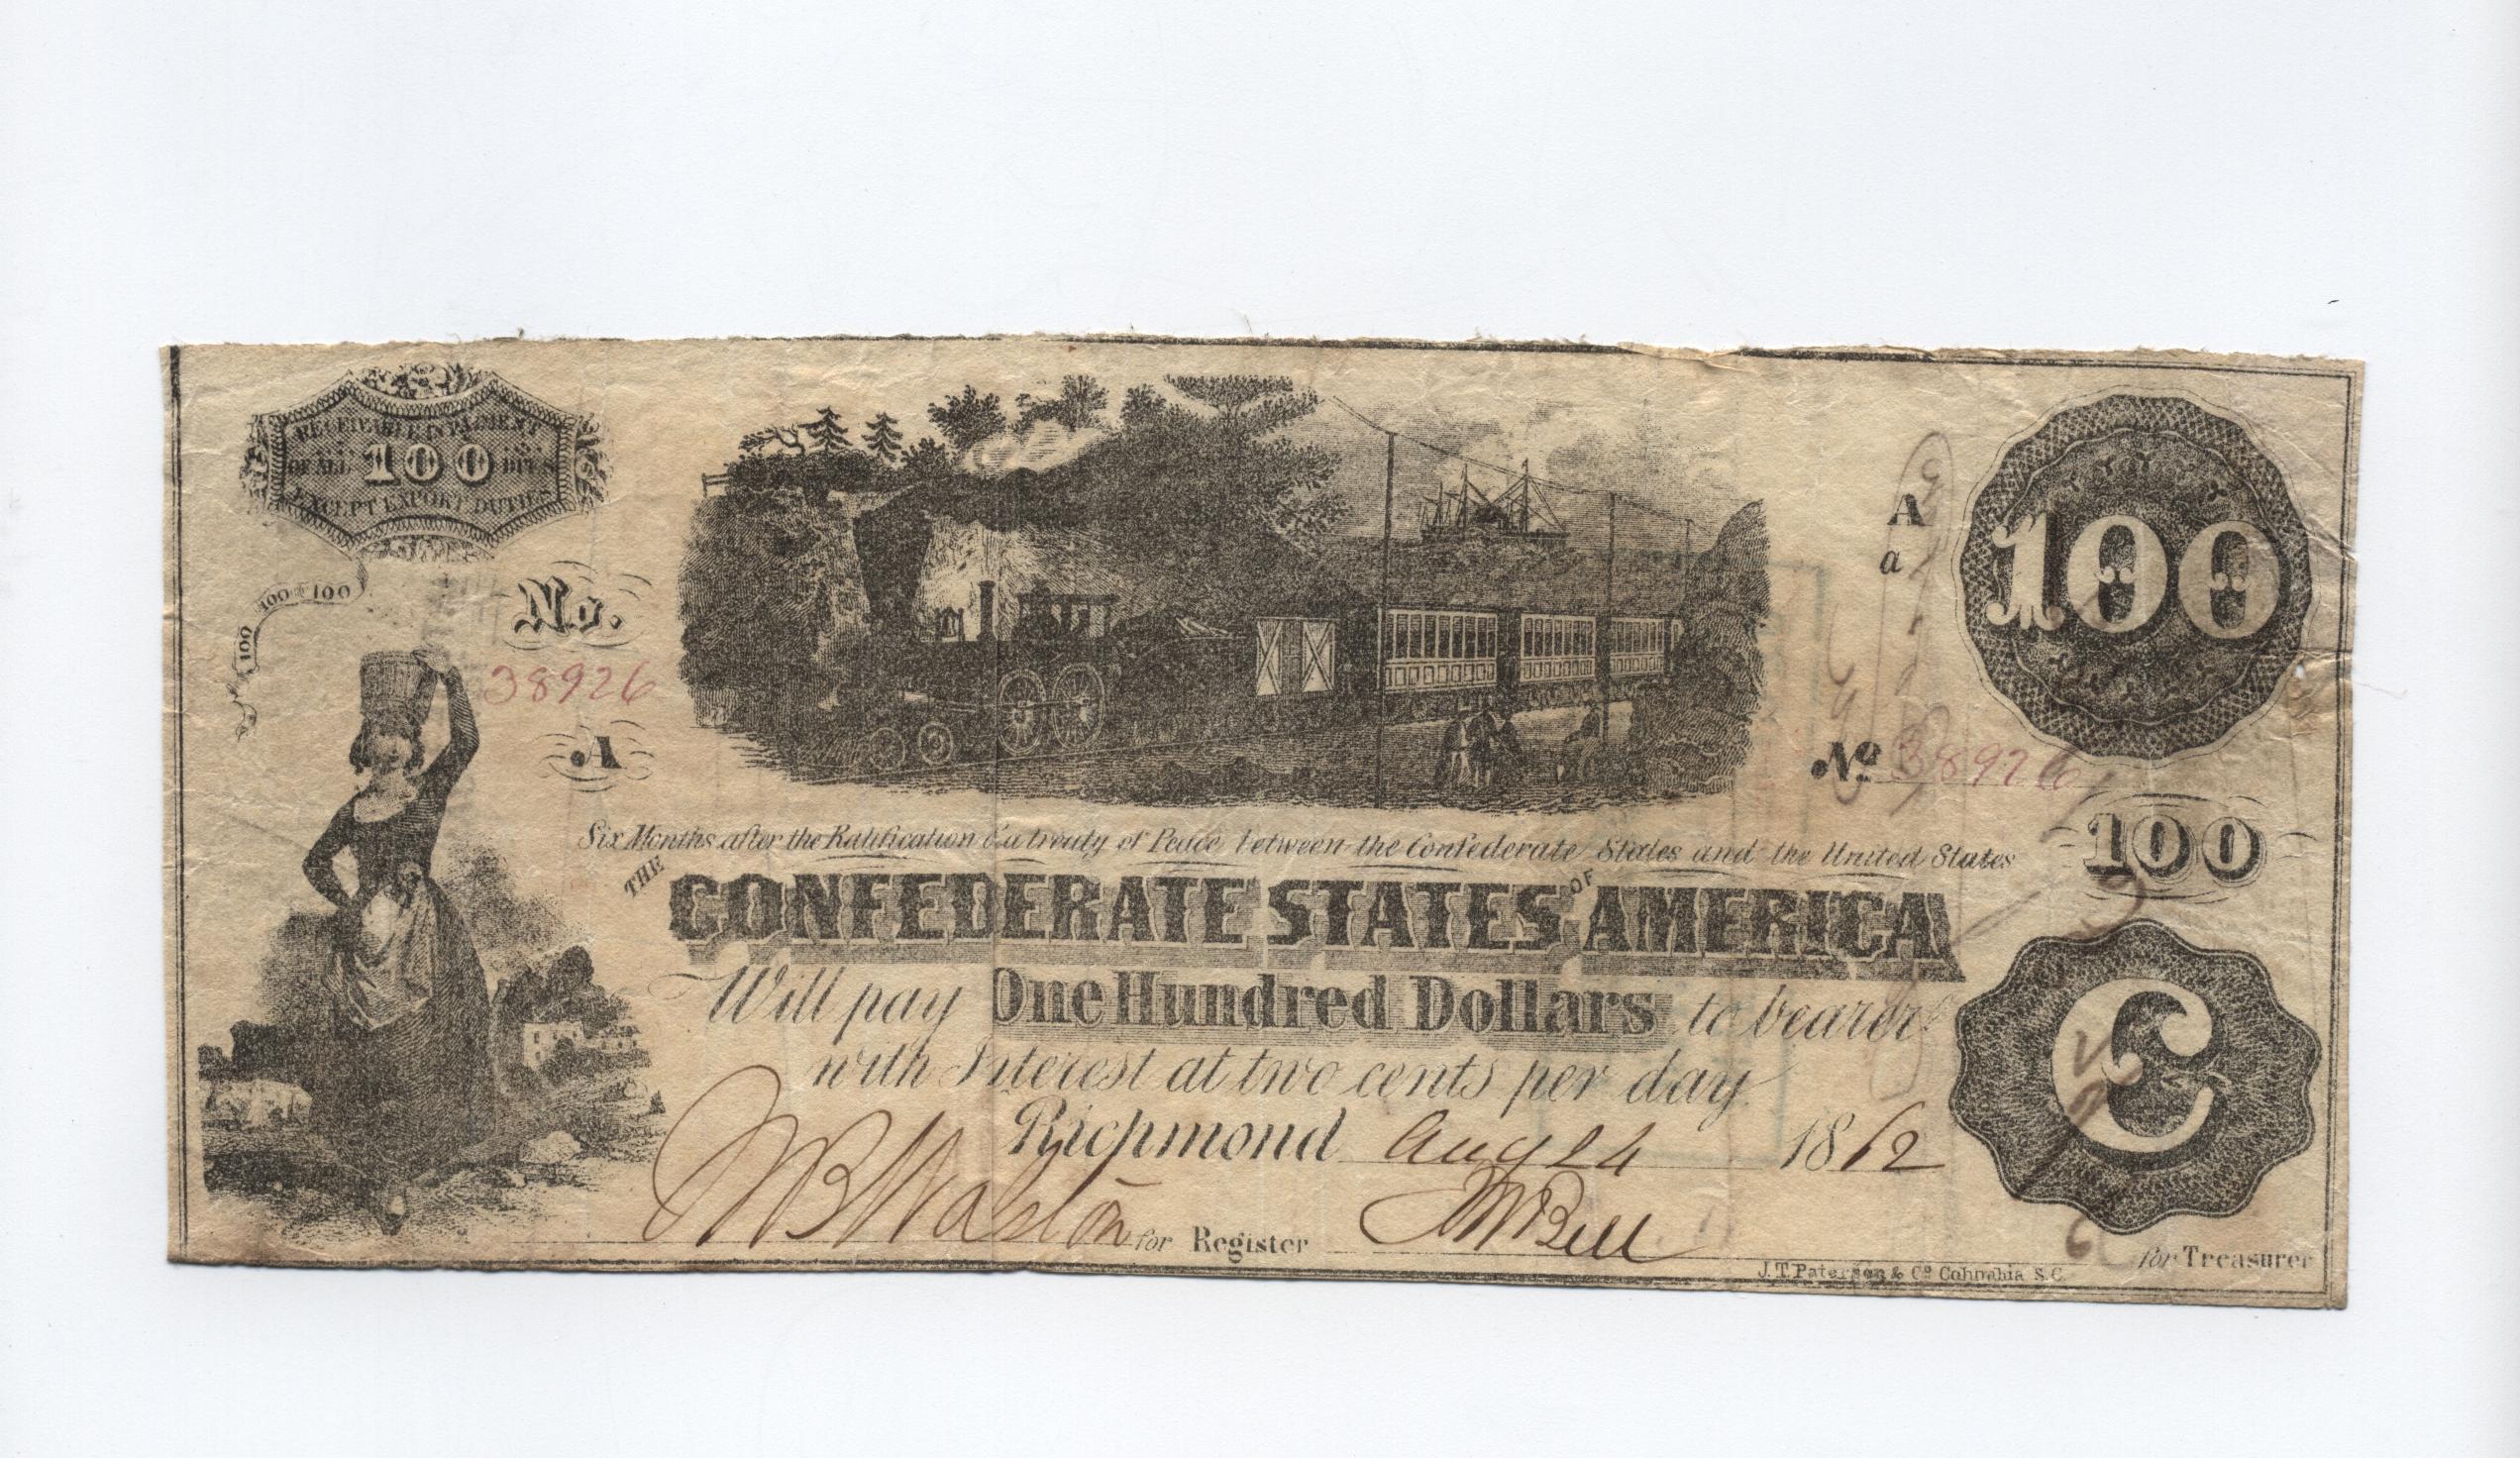 RECEIVABLE IN PAYMENT
OF ALL 100 DUES
EXCEPT EXPORT DUTIES
100 100
100
No.
38926
A
A
a
100
No 38926
100
Six Months after the Ratification of a treaty of Peace between the Confederate States and the United States
THE
CONFEDERATE STATES OF AMERICA
Will pay One Hundred Dollars to bearer
with Interest at two cents per day
C
Richmond Aug 24 1862
for Register
for Treasurer
J.T. Paterson & Co Columbia S.C.